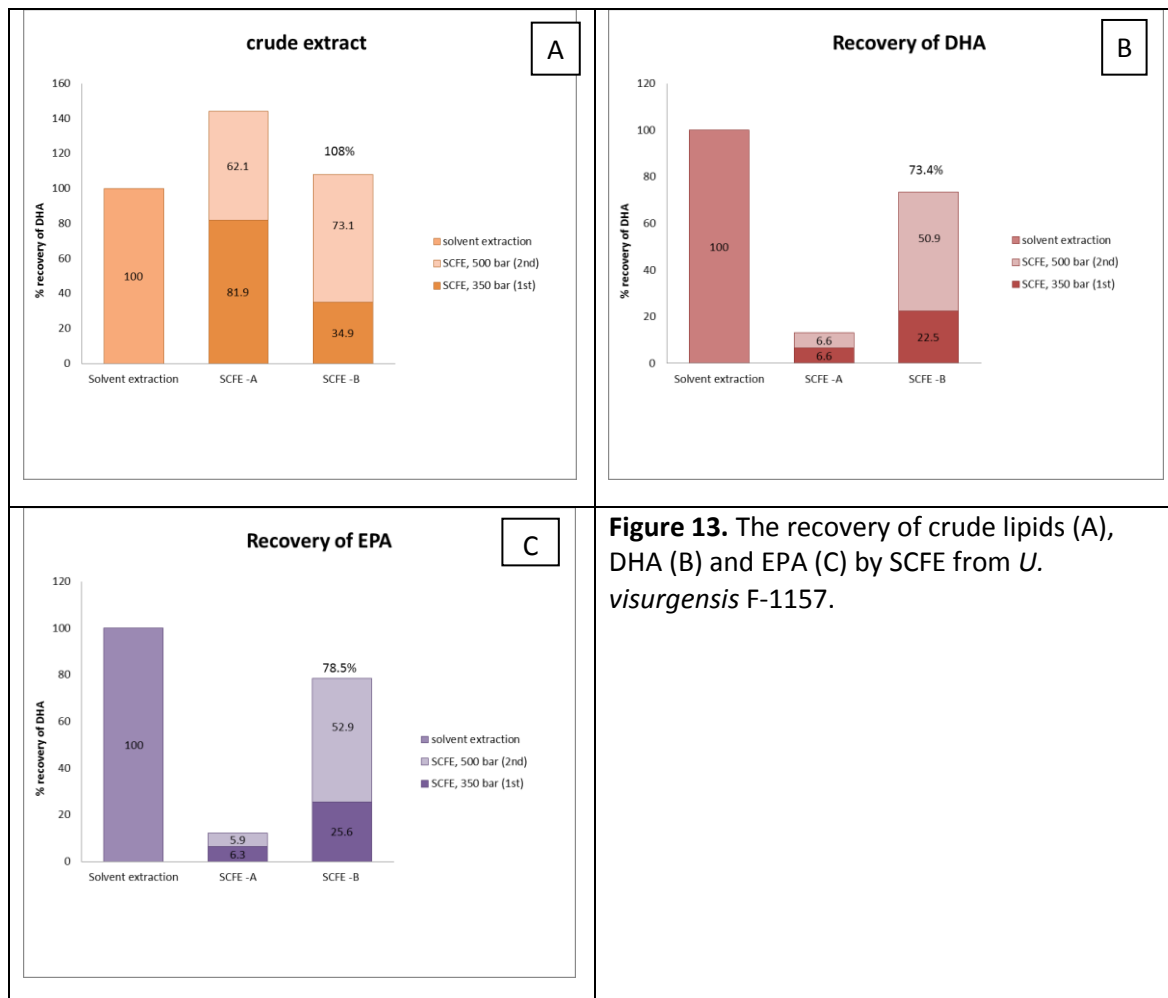 crude extract
A
160
140
120
100
80
60
40
20
0
% recovery of DHA
108%
62.1
73.1
100
81.9
34.9
Solvent extraction
SCFE -A
SCFE -B
solvent extraction
SCFE, 500 bar (2nd)
SCFE, 350 bar (1st)
Recovery of DHA
B
120
100
80
60
40
20
0
% recovery of DHA
73.4%
100
50.9
6.6
6.6
22.5
Solvent extraction
SCFE -A
SCFE -B
solvent extraction
SCFE, 500 bar (2nd)
SCFE, 350 bar (1st)
Recovery of EPA
C
120
100
80
60
40
20
0
% recovery of DHA
78.5%
100
52.9
5.9
6.3
25.6
Solvent extraction
SCFE -A
SCFE -B
solvent extraction
SCFE, 500 bar (2nd)
SCFE, 350 bar (1st)
Figure 13. The recovery of crude lipids (A),
DHA (B) and EPA (C) by SCFE from U.
visurgensis F-1157.